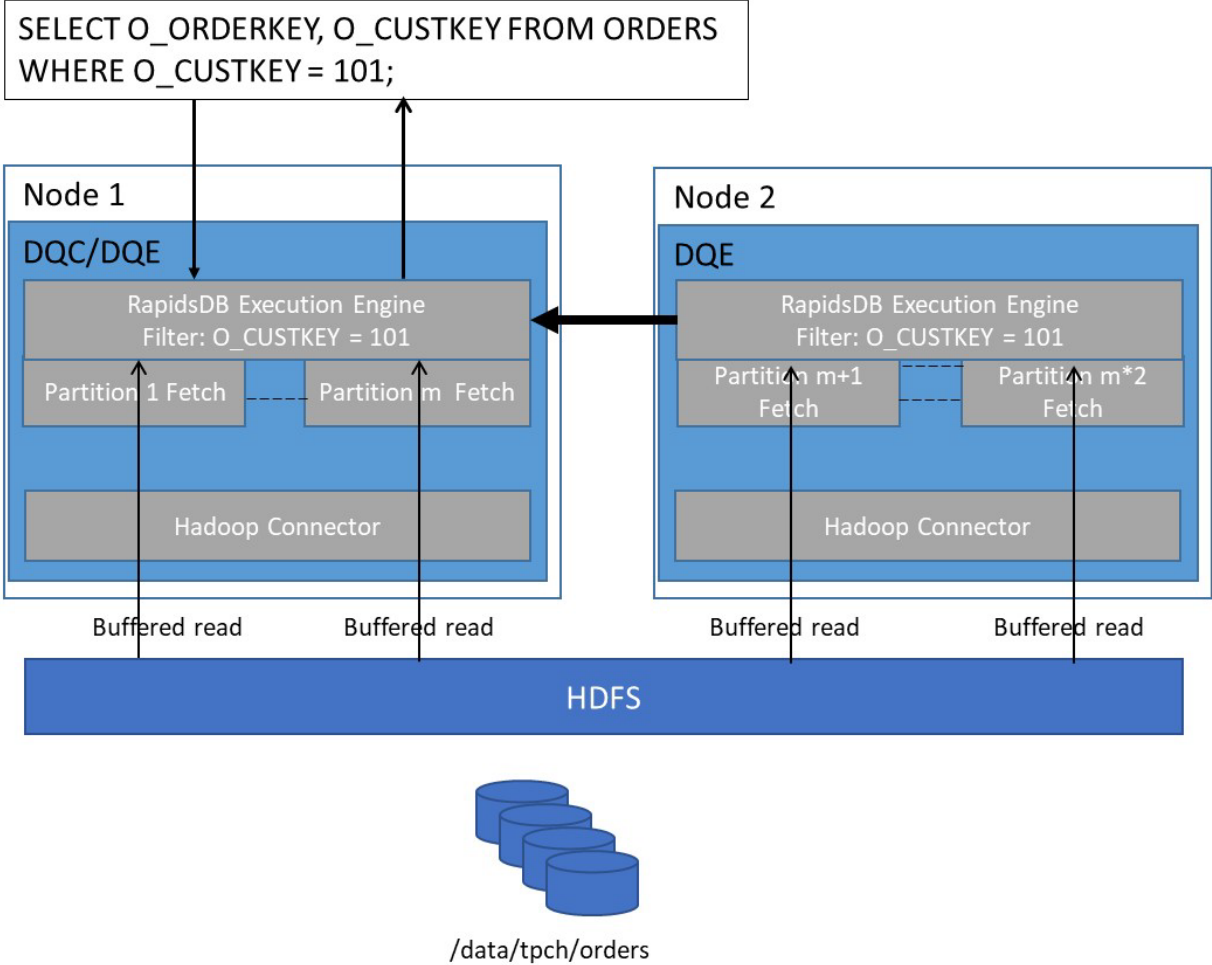 SELECT O_ORDERKEY, O_CUSTKEY FROM ORDERS
WHERE O_CUSTKEY = 101;
Node 1
DQC/DQE
RapidsDB Execution Engine
Filter: O_CUSTKEY = 101
Partition 1 Fetch
Partition m Fetch
Hadoop Connector
Node 2
DQE
RapidsDB Execution Engine
Filter: O_CUSTKEY = 101
Partition m+1
Fetch
Partition m*2
Fetch
Hadoop Connector
Buffered read
Buffered read
Buffered read
Buffered read
HDFS
/data/tpch/orders